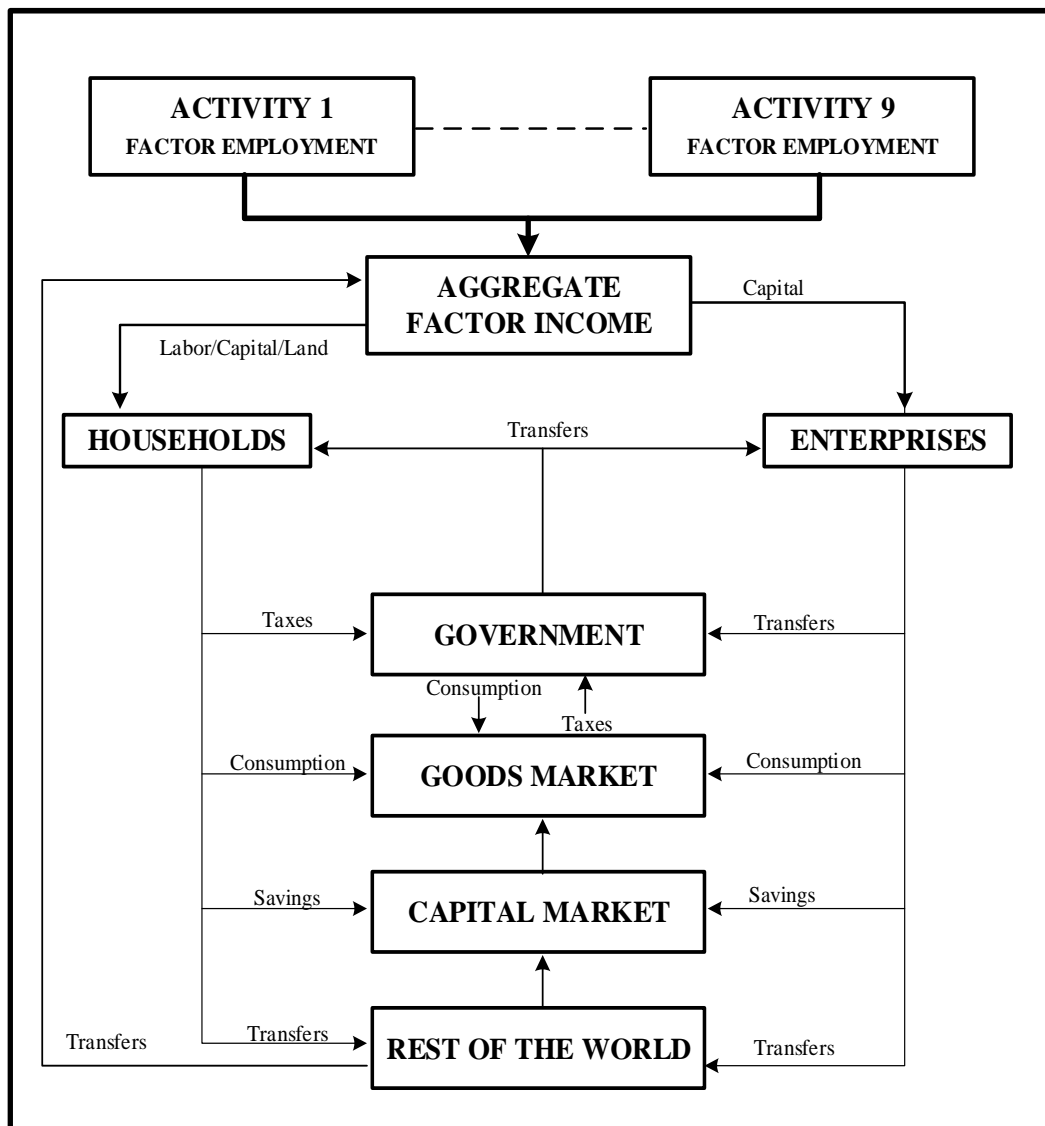 ACTIVITY 1
FACTOR EMPLOYMENT
ACTIVITY 9
FACTOR EMPLOYMENT
AGGREGATE
FACTOR INCOME
Capital
Labor/Capital/Land
HOUSEHOLDS
Transfers
ENTERPRISES
Taxes
GOVERNMENT
Transfers
Consumption
Taxes
Consumption
GOODS MARKET
Consumption
Savings
CAPITAL MARKET
Savings
Transfers
Transfers
REST OF THE WORLD
Transfers